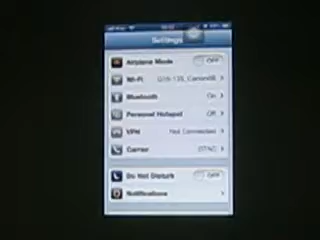 Settings
Airplane Mode OFF
Wi-Fi
Bluetooth On
Personal Hotspot Off
VPN Not Connected
Carrier DTAC
Do Not Disturb OFF
Notifications